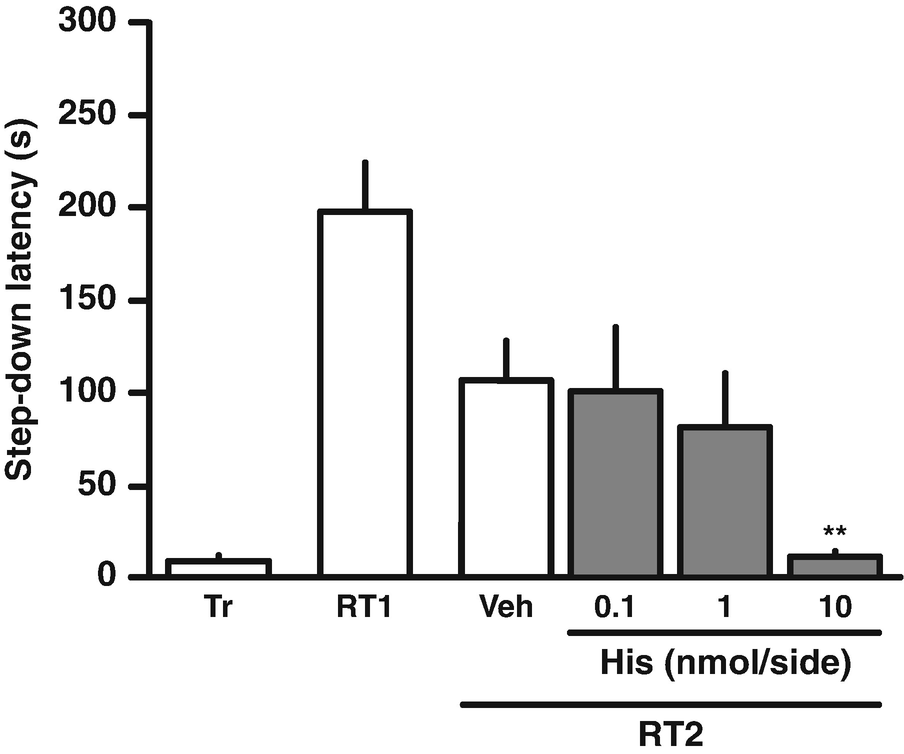 Step-down latency (s)
300
250
200
150
100
50
0
**
Tr RT1 Veh 0.1 1 10
His (nmol/side)
RT2